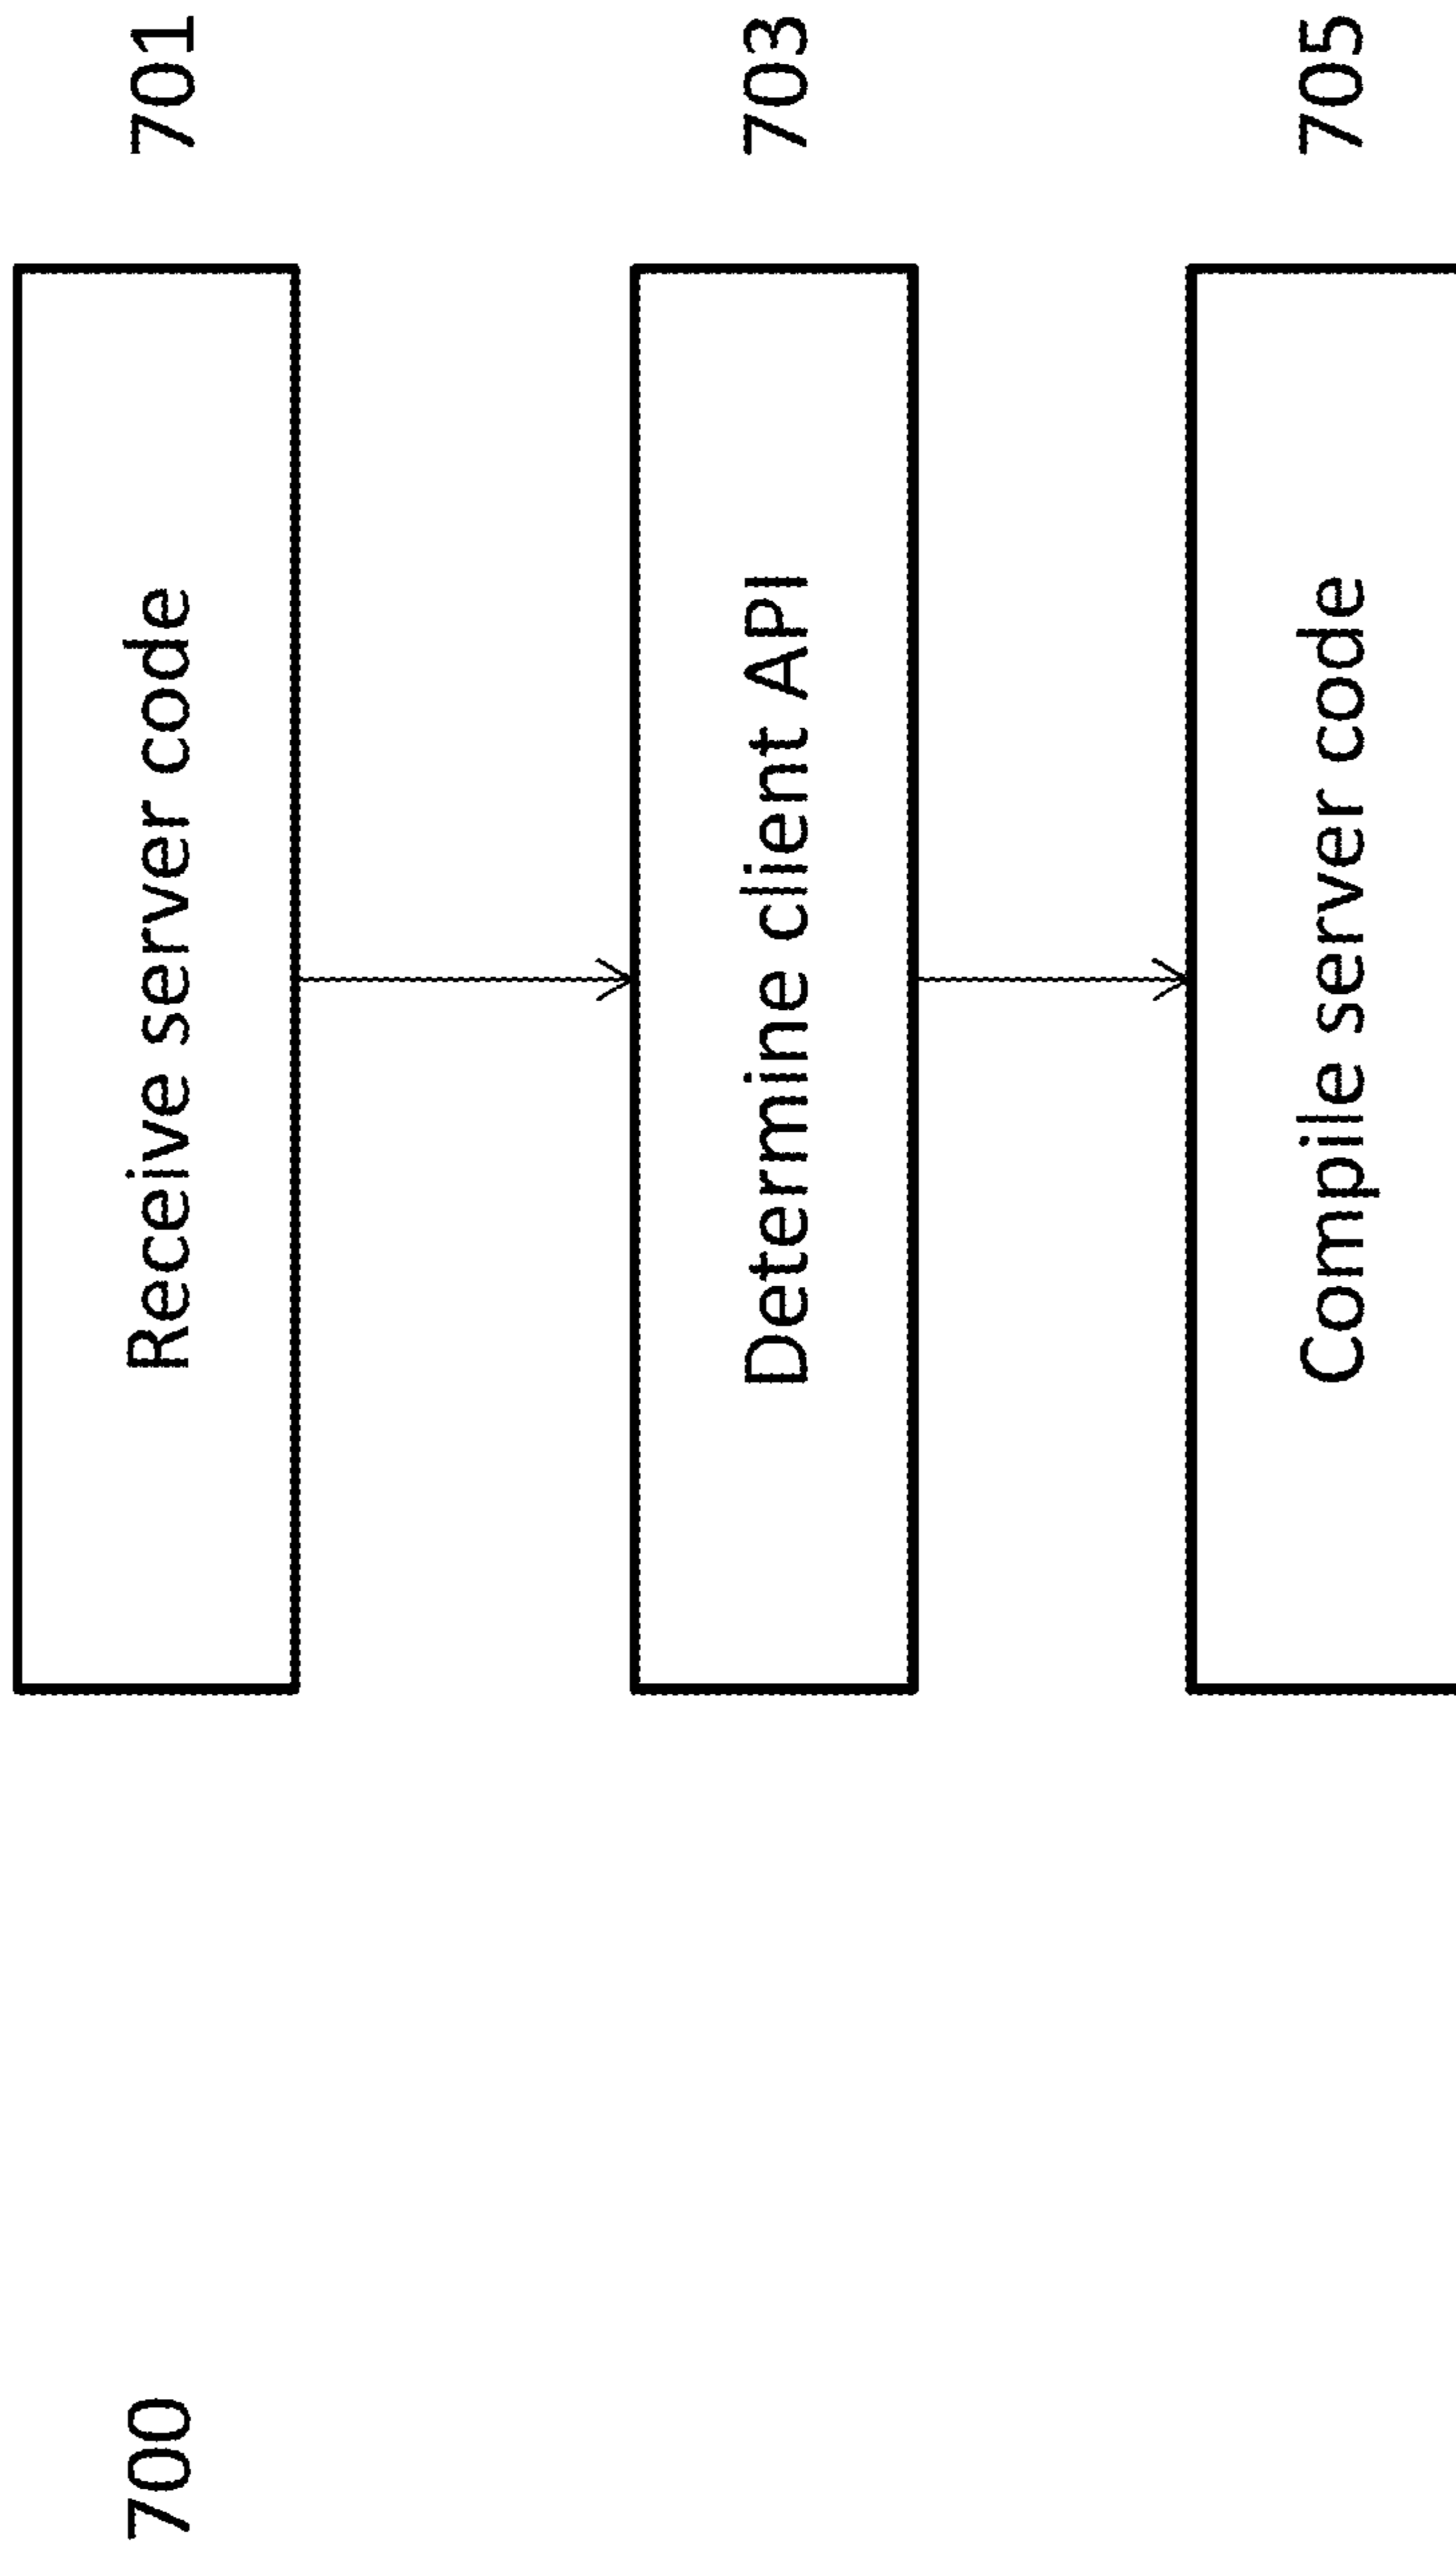 700
Receive server code
701
Determine client API
703
Compile server code
705